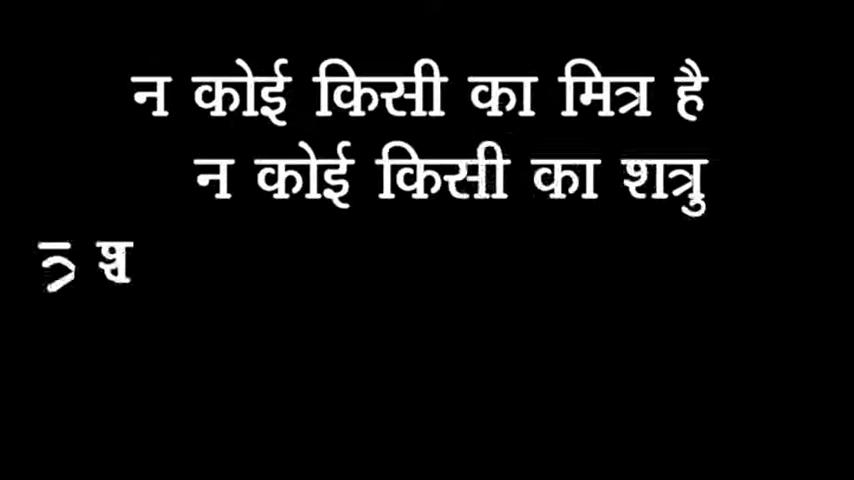 न कोई किसी का मित्र है
न कोई किसी का शत्रु